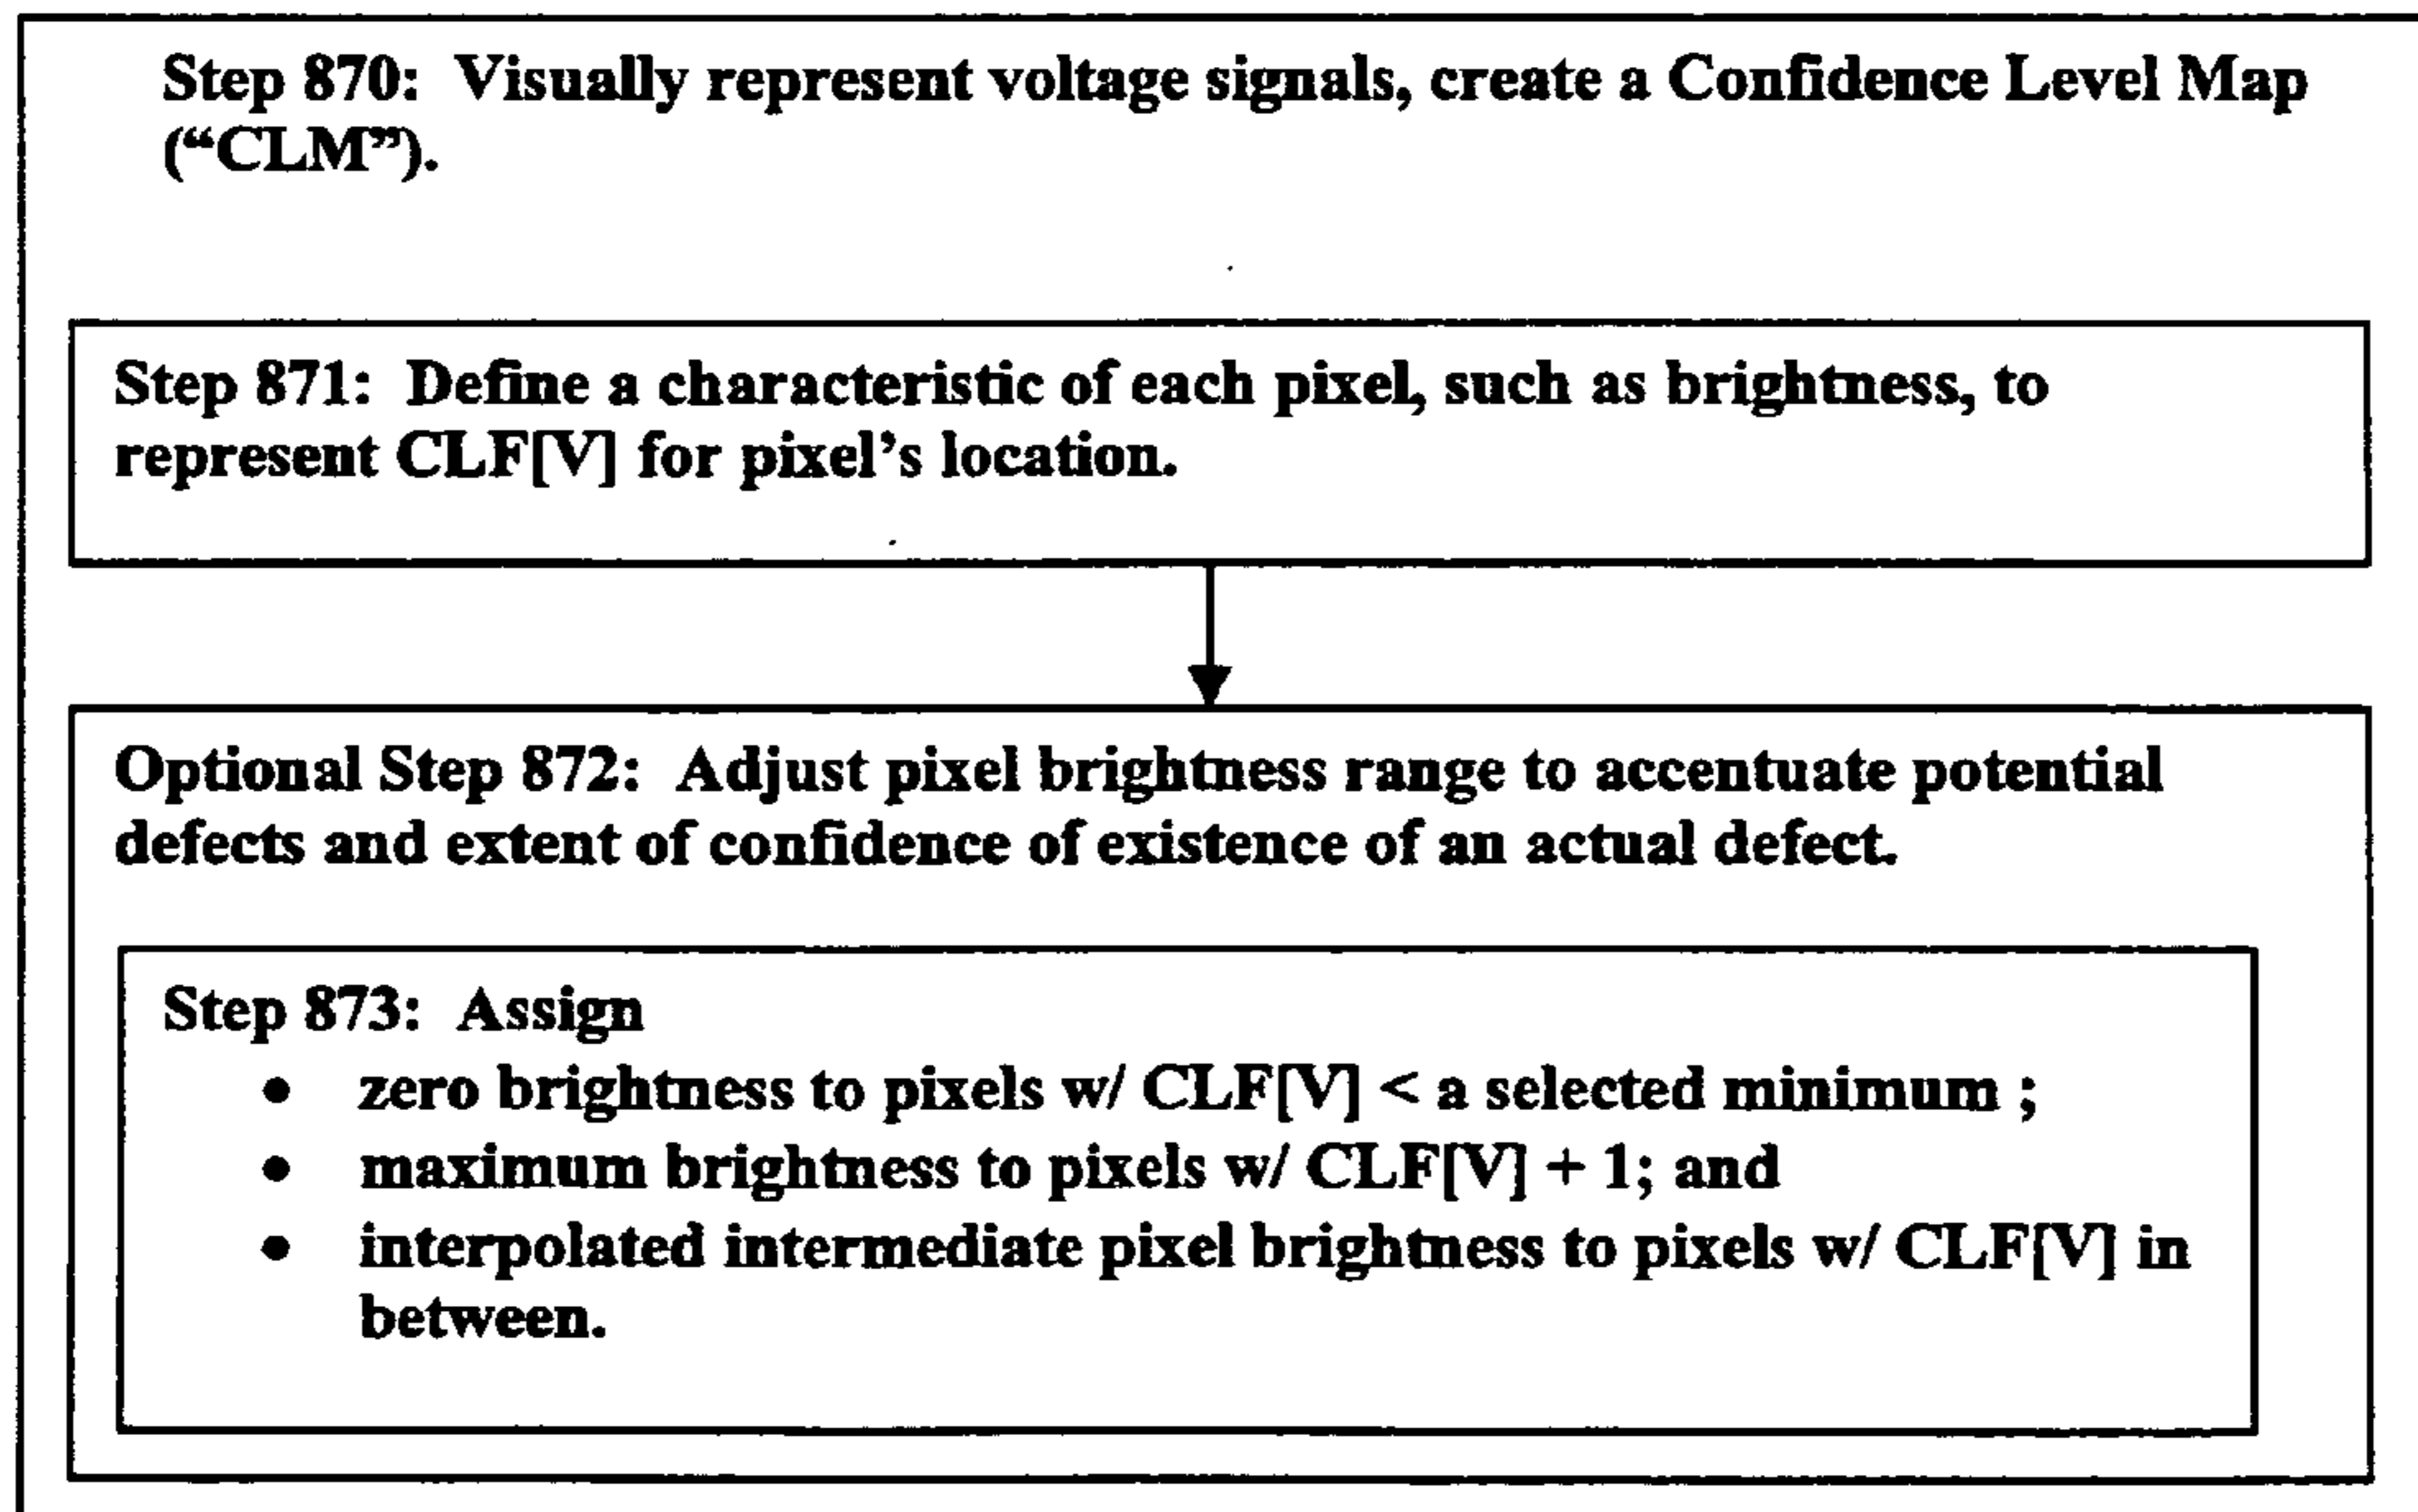 Step 870: Visually represent voltage signals, create a Confidence Level Map
(“CLM”).
Step 871: Define a characteristic of each pixel, such as brightness, to
represent CLF[V] for pixel’s location.
Optional Step 872: Adjust pixel brightness range to accentuate potential
defects and extent of confidence of existence of an actual defect.
Step 873: Assign
• zero brightness to pixels w/ CLF[V] < a selected minimum ;
• maximum brightness to pixels w/ CLF[V] + 1; and
• interpolated intermediate pixel brightness to pixels w/ CLF[V] in
between.